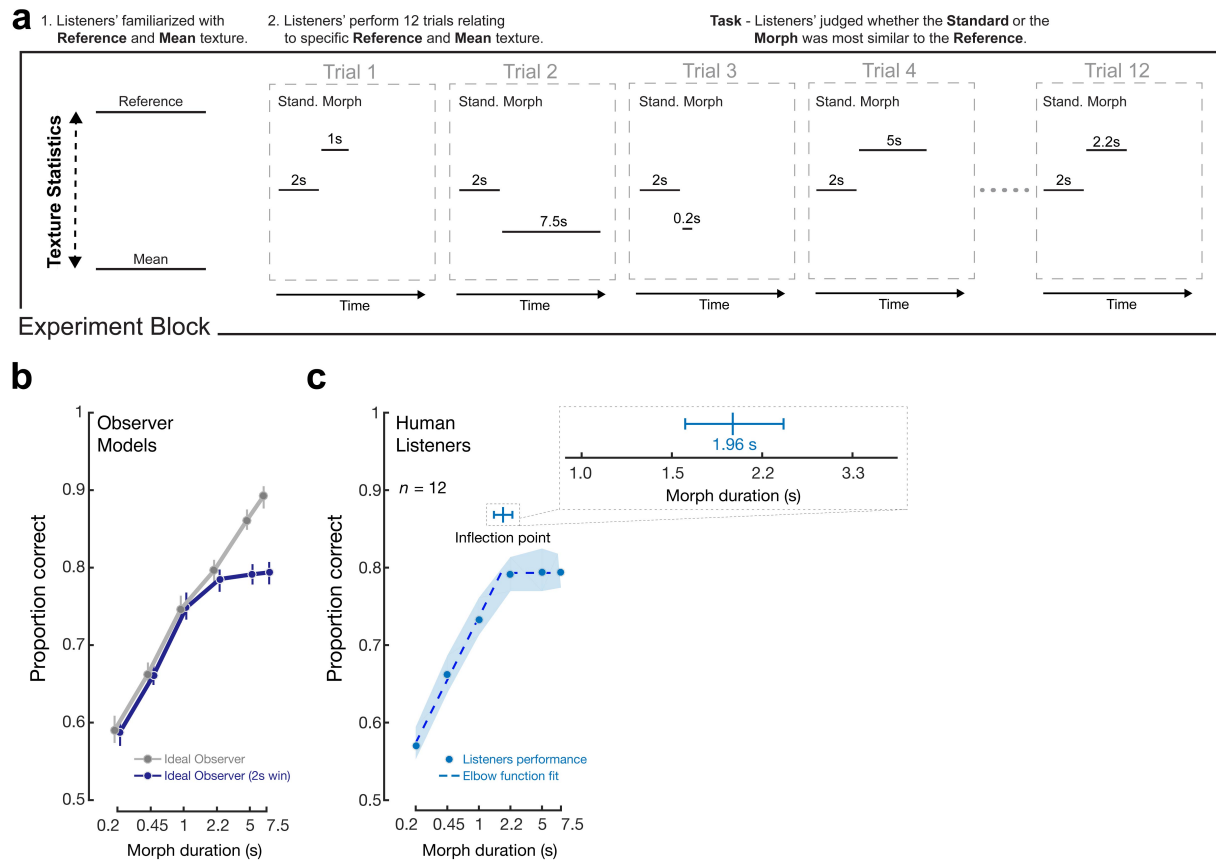 a
1. Listeners' familiarized with
Reference and Mean texture.
2. Listeners' perform 12 trials relating
to specific Reference and Mean texture.
Task - Listeners' judged whether the Standard or the
Morph was most similar to the Reference.
Texture Statistics
Reference
Mean
Trial 1
Stand. Morph
1s
2s
Time
Trial 2
Stand. Morph
2s
7.5s
Time
Trial 3
Stand. Morph
2s
0.2s
Time
Trial 4
Stand. Morph
5s
2s
Time
Trial 12
Stand. Morph
2.2s
2s
Time
Experiment Block
b
Observer
Models
Proportion correct
1
0.9
0.8
0.7
0.6
0.5
Ideal Observer
Ideal Observer (2s win)
0.2 0.45 1 2.2 5 7.5
Morph duration (s)
c
Human
Listeners
n = 12
Proportion correct
1
0.9
0.8
0.7
0.6
0.5
1.96 s
1.0 1.5 2.2 3.3
Morph duration (s)
Inflection point
Listeners performance
Elbow function fit
0.2 0.45 1 2.2 5 7.5
Morph duration (s)